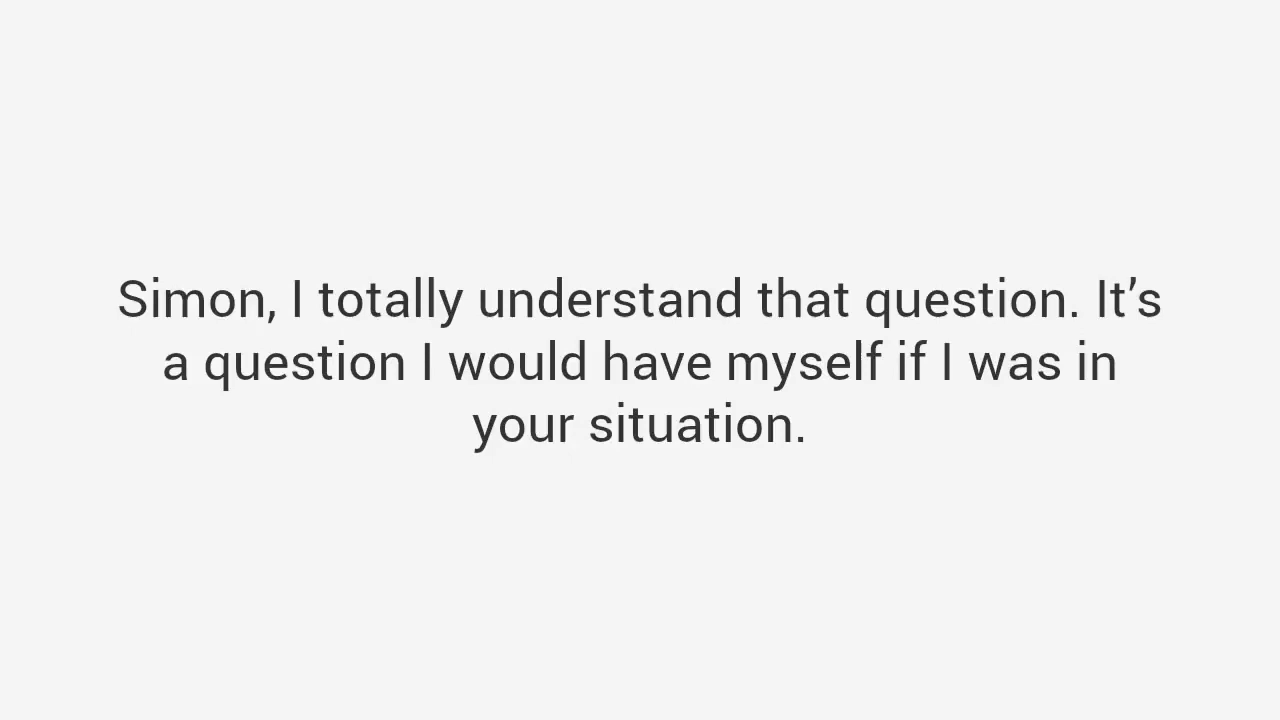 Simon, I totally understand that question. It’s
a question I would have myself if I was in
your situation.